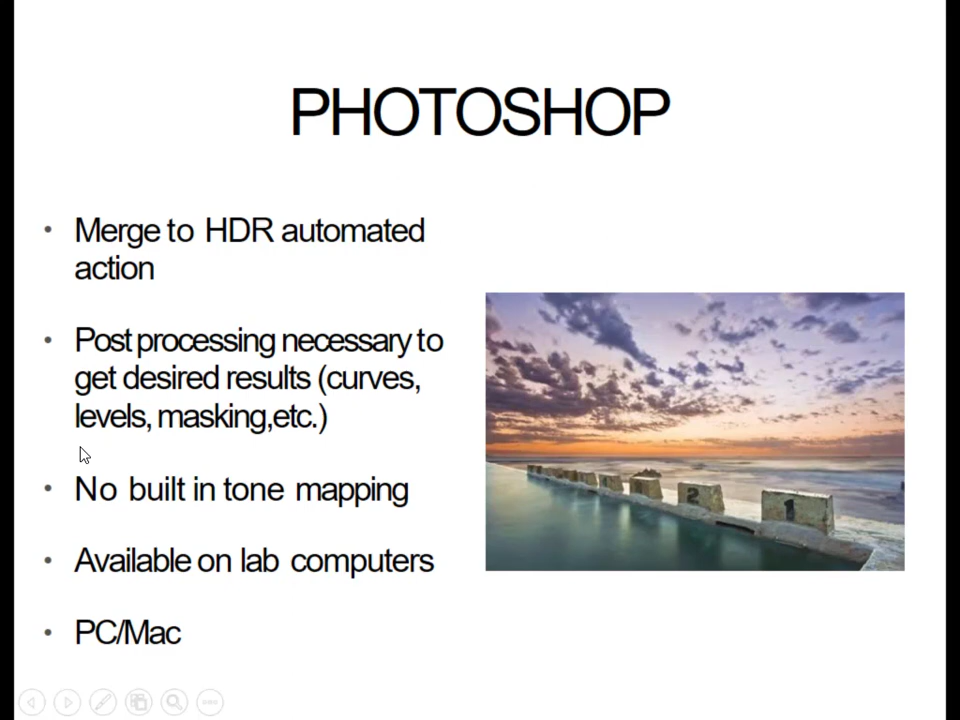 PHOTOSHOP
• Merge to HDR automated
action
• Post processing necessary to
get desired results (curves,
levels, masking,etc.)
• No built in tone mapping
• Available on lab computers
• PC/Mac
2
1